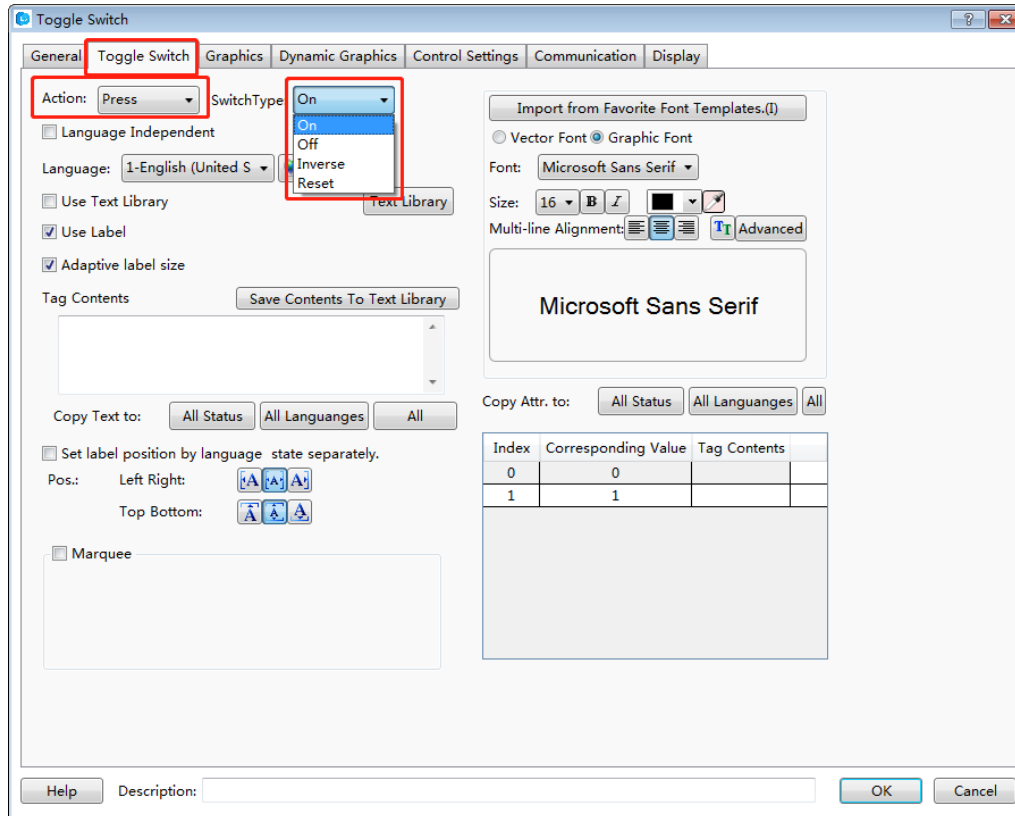 Toggle Switch
General Toggle Switch Graphics Dynamic Graphics Control Settings Communication Display
Action: Press SwitchType On
On
Off
Inverse
Reset
Language Independent
Language: 1-English (United S
Use Text Library Text Library
Use Label
Adaptive label size
Tag Contents Save Contents To Text Library
Copy Text to: All Status All Languanges All
Set label position by language state separately.
Pos.: Left Right: A A A
Top Bottom: A A A
Marquee
Import from Favorite Font Templates.(I)
Vector Font Graphic Font
Font: Microsoft Sans Serif
Size: 16 B I
Multi-line Alignment: TT Advanced
Microsoft Sans Serif
Copy Attr. to: All Status All Languanges All
Index Corresponding Value Tag Contents
0 0
1 1
Help Description: OK Cancel